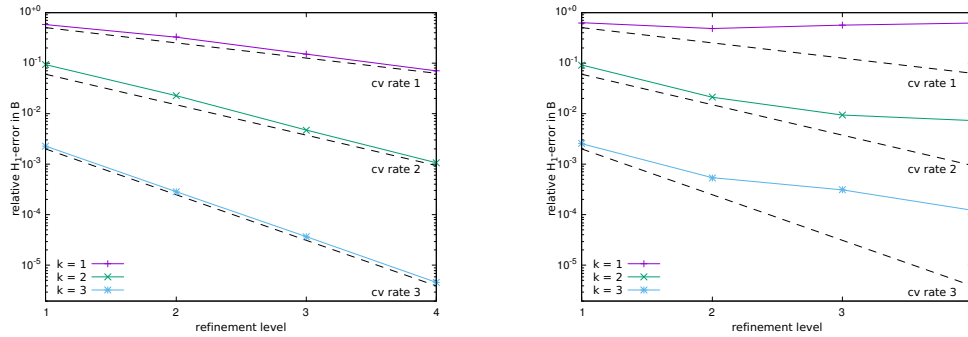 10^+0
10^-1
10^-2
10^-3
10^-4
10^-5
relative H_1-error in B
cv rate 1
cv rate 2
cv rate 3
k = 1
k = 2
k = 3
1 2 3 4
refinement level
10^+0
10^-1
10^-2
10^-3
10^-4
10^-5
relative H_1-error in B
cv rate 1
cv rate 2
cv rate 3
k = 1
k = 2
k = 3
1 2 3
refinement level